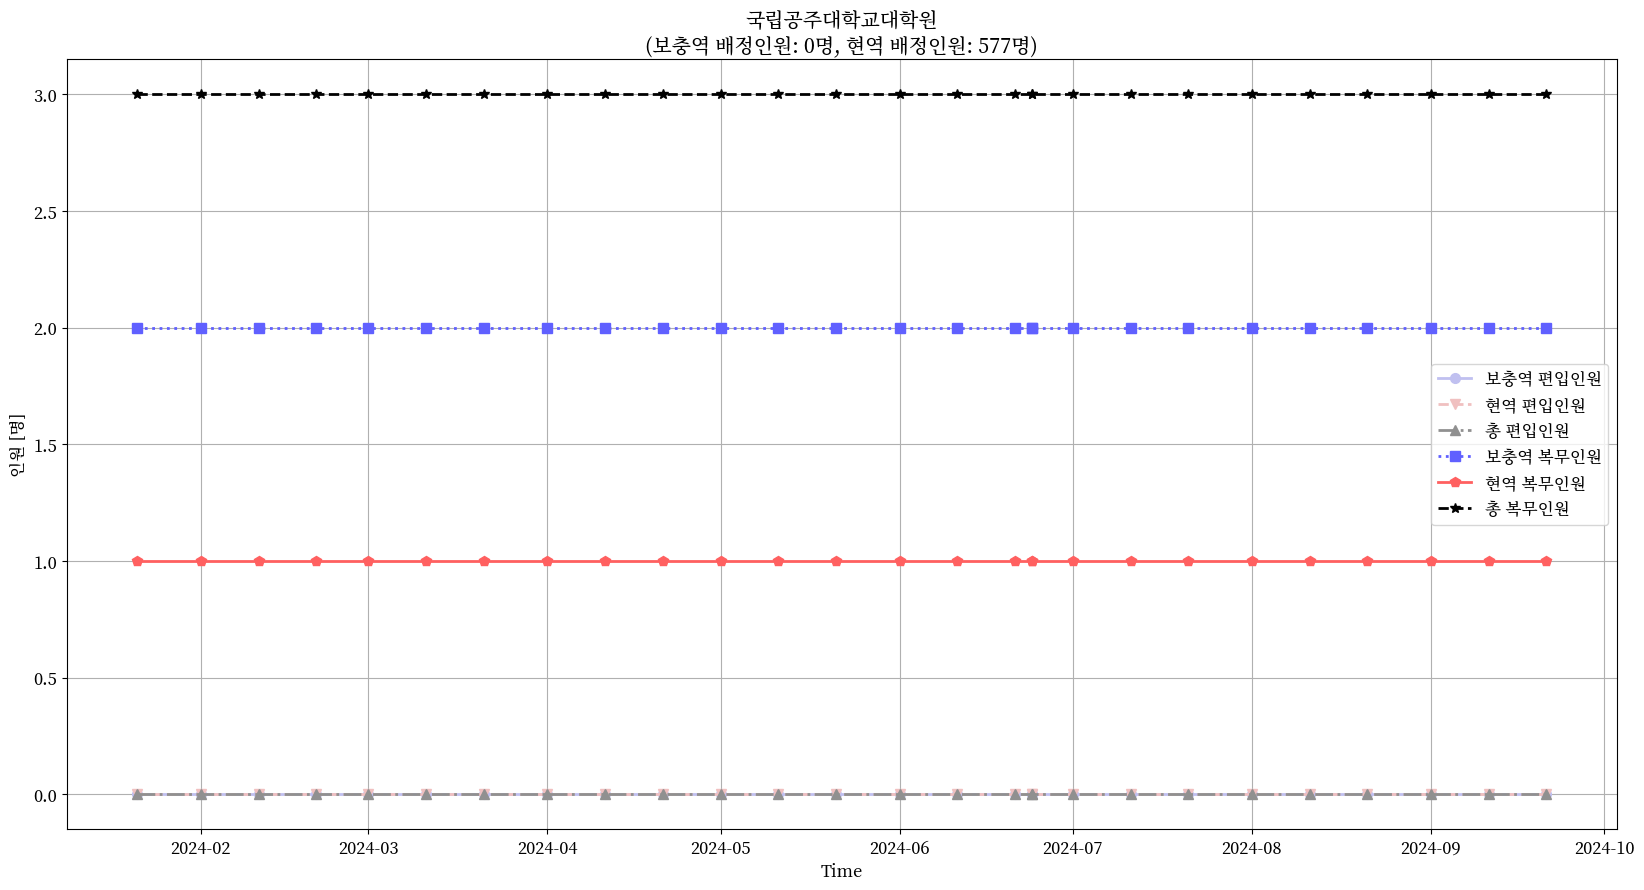 국립공주대학교대학원
(보충역 배정인원: 0명, 현역 배정인원: 577명)
3.0
2.5
2.0
1.5
1.0
0.5
0.0
인원 [명]
보충역 편입인원
현역 편입인원
총 편입인원
보충역 복무인원
현역 복무인원
총 복무인원
2024-02
2024-03
2024-04
2024-05
2024-06
2024-07
2024-08
2024-09
2024-10
Time